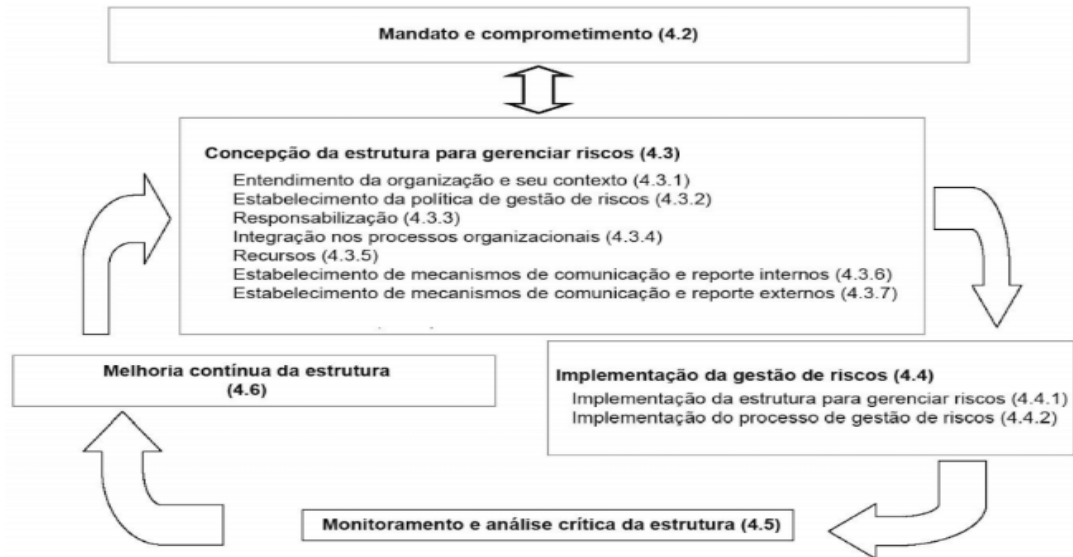 Mandato e comprometimento (4.2)
Concepção da estrutura para gerenciar riscos (4.3)
Entendimento da organização e seu contexto (4.3.1)
Estabelecimento da política de gestão de riscos (4.3.2)
Responsabilização (4.3.3)
Integração nos processos organizacionais (4.3.4)
Recursos (4.3.5)
Estabelecimento de mecanismos de comunicação e reporte internos (4.3.6)
Estabelecimento de mecanismos de comunicação e reporte externos (4.3.7)
Melhoria contínua da estrutura
(4.6)
Implementação da gestão de riscos (4.4)
Implementação da estrutura para gerenciar riscos (4.4.1)
Implementação do processo de gestão de riscos (4.4.2)
Monitoramento e análise crítica da estrutura (4.5)